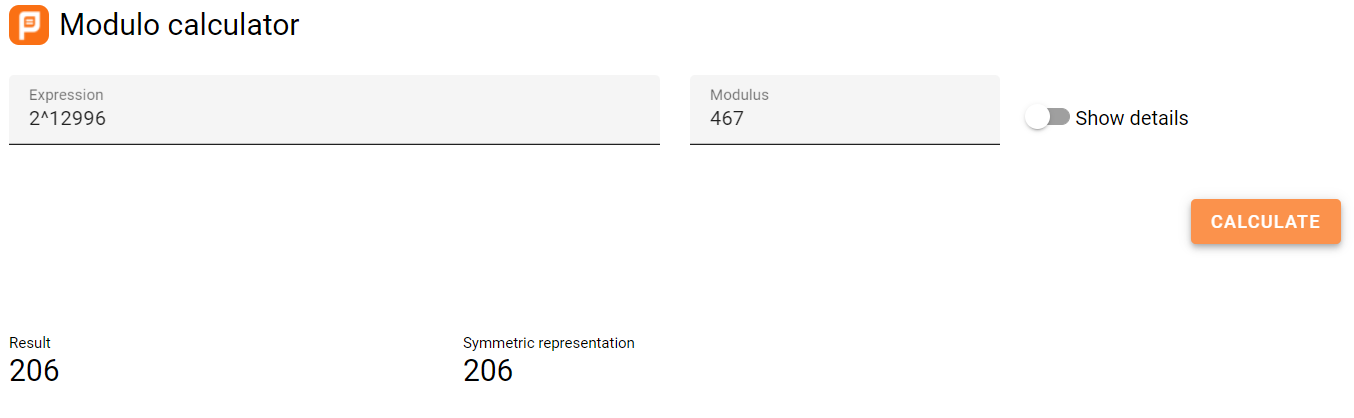 Modulo calculator
Expression
2^12996
Modulus
467
Show details
CALCULATE
Result
206
Symmetric representation
206